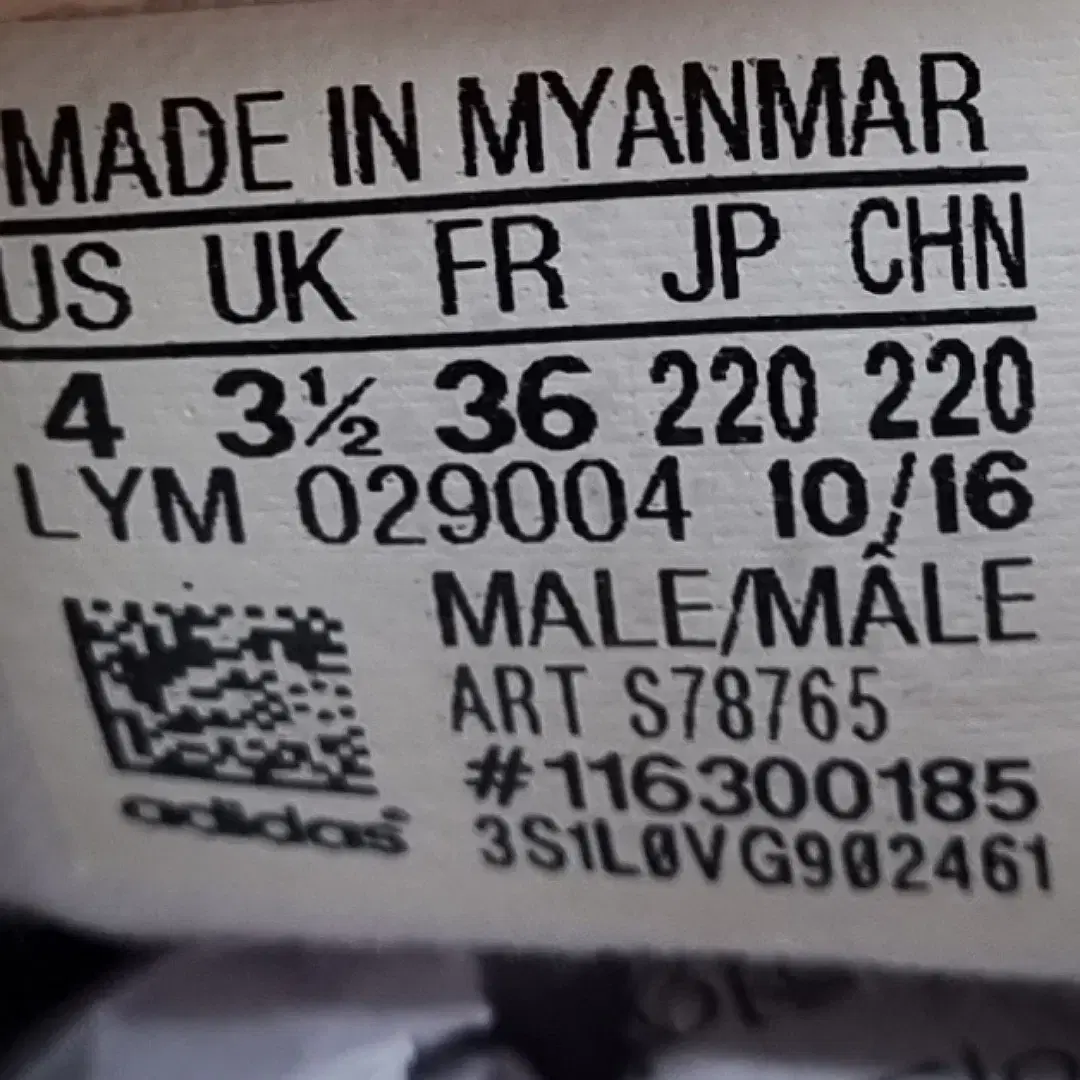 MADE IN MYANMAR
US UK FR JP CHN
4 3½ 36 220 220
LYM 029004 10/16
MALE/MÂLE
ART S78765
#116300185
adidas
3S1L0VG902461